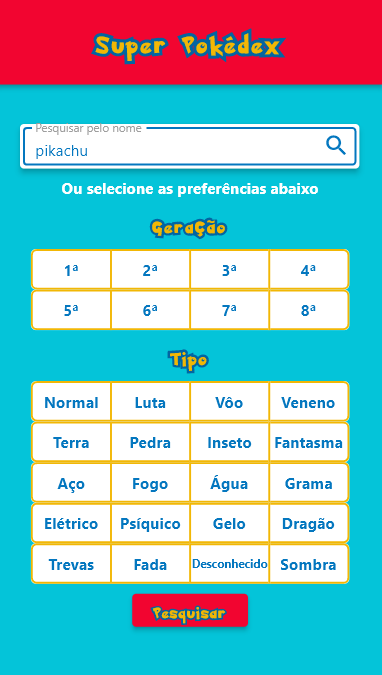 Super Pokêdex
Pesquisar pelo nome
pikachu
Ou selecione as preferências abaixo
Geração
1ª 2ª 3ª 4ª
5ª 6ª 7ª 8ª
Tipo
Normal Luta Vôo Veneno
Terra Pedra Inseto Fantasma
Aço Fogo Água Grama
Elétrico Psíquico Gelo Dragão
Trevas Fada Desconhecido Sombra
Pesquisar